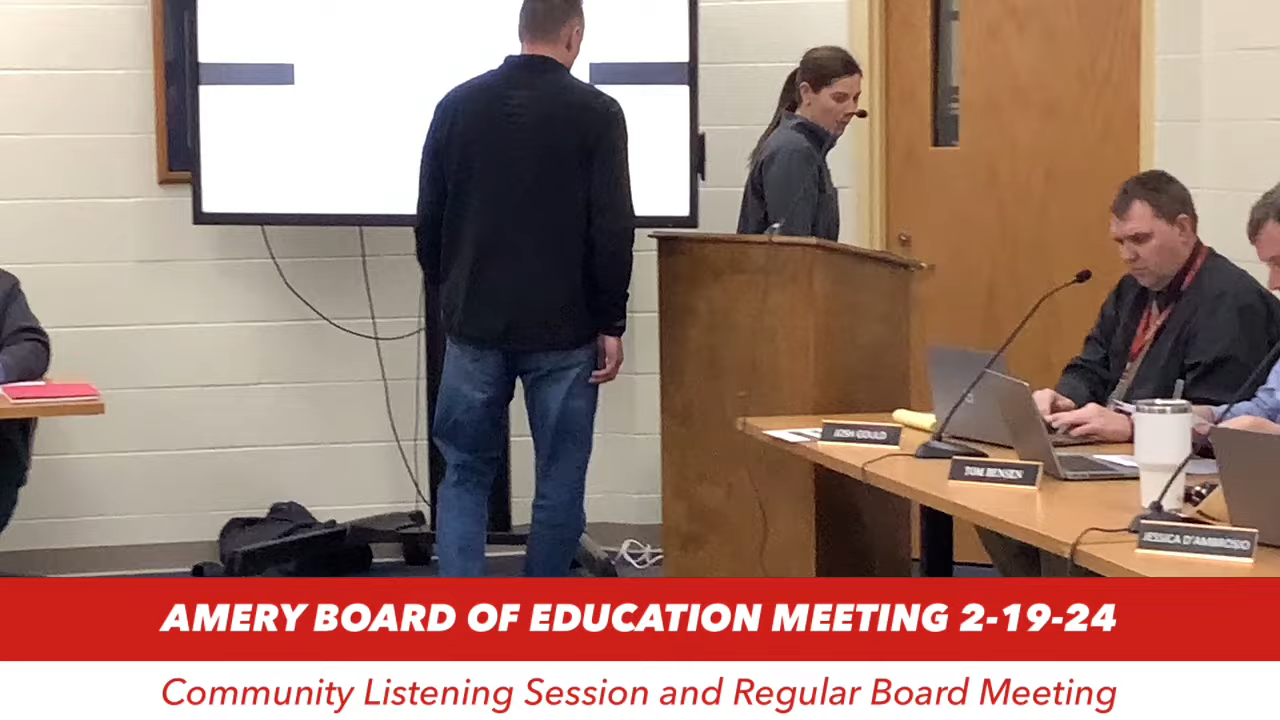 JOSH GOULD
TOM BENSEN
JESSICA D'AMBROSIO
AMERY BOARD OF EDUCATION MEETING 2-19-24
Community Listening Session and Regular Board Meeting